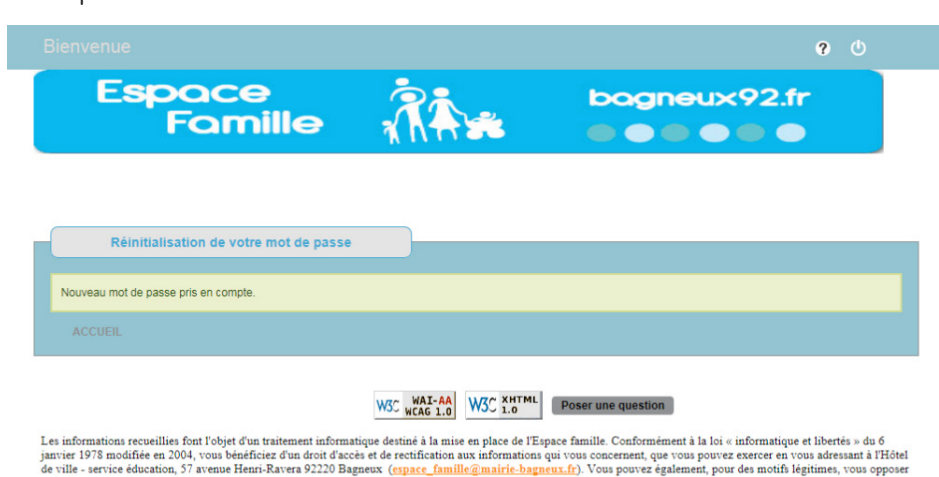 Bienvenue
?
Espace
Famille
bagneux92.fr
Réinitialisation de votre mot de passe
Nouveau mot de passe pris en compte.
ACCUEIL
W3C WAI-AA WCAG 1.0 W3C XHTML 1.0 Poser une question
Les informations recueillies font l'objet d'un traitement informatique destiné à la mise en place de l'Espace famille. Conformément à la loi « informatique et libertés » du 6
janvier 1978 modifiée en 2004, vous bénéficiez d'un droit d'accès et de rectification aux informations qui vous concernent, que vous pouvez exercer en vous adressant à l'Hôtel
de ville - service éducation, 57 avenue Henri-Ravera 92220 Bagneux (espace_famille@mairie-bagneux.fr). Vous pouvez également, pour des motifs légitimes, vous opposer